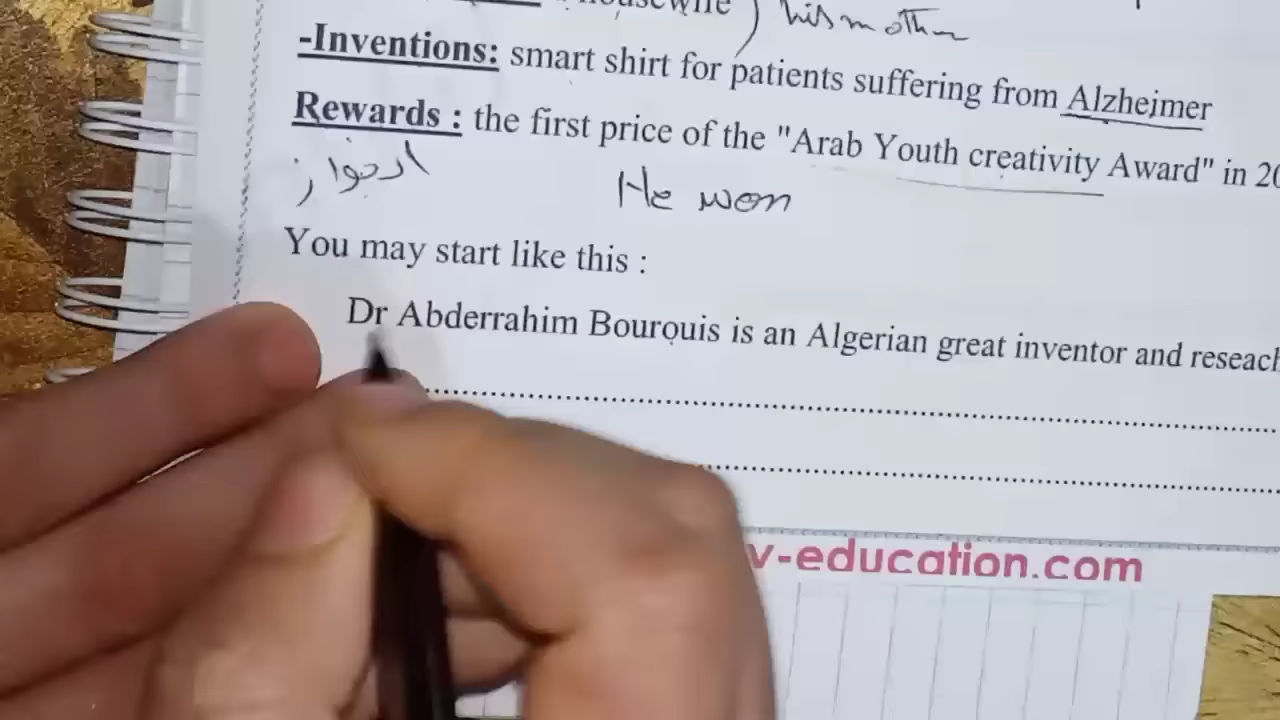 housewife ) his mother
-Inventions: smart shirt for patients suffering from Alzheimer
Rewards : the first price of the "Arab Youth creativity Award" in 20
He won
You may start like this :
Dr Abderrahim Bourouis is an Algerian great inventor and reseach
v-education.com